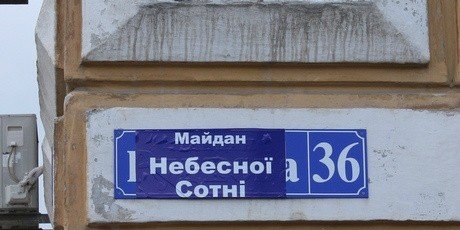 Майдан
Небесної 36
Сотні